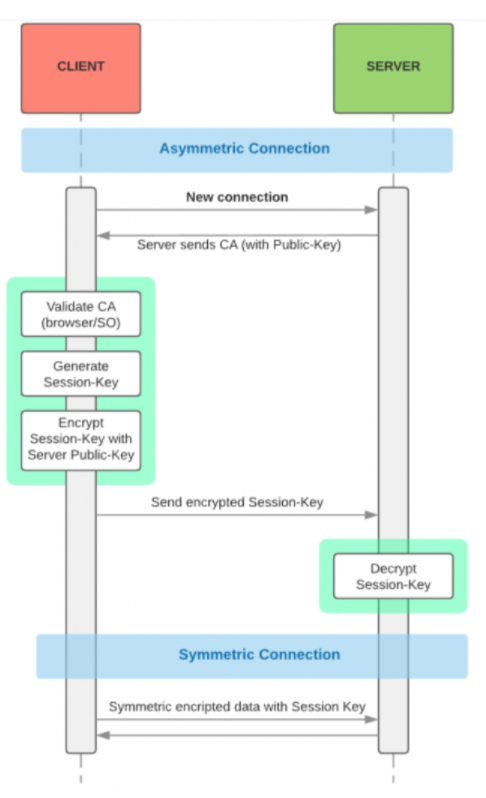 CLIENT
SERVER
Asymmetric Connection
New connection
Server sends CA (with Public-Key)
Validate CA
(browser/SO)
Generate
Session-Key
Encrypt
Session-Key with
Server Public-Key
Send encrypted Session-Key
Decrypt
Session-Key
Symmetric Connection
Symmetric encripted data with Session Key